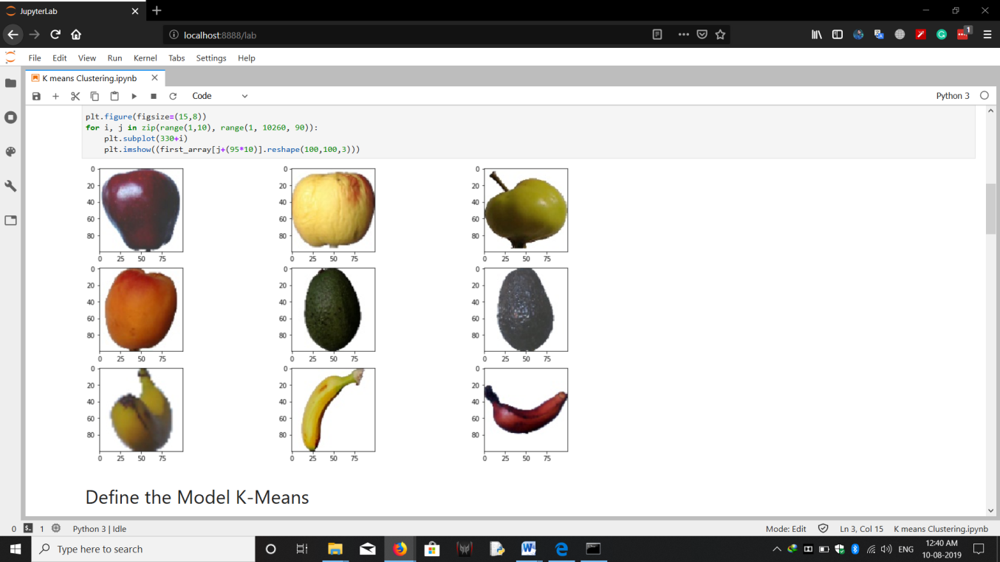 JupyterLab
localhost:8888/lab
1
File Edit View Run Kernel Tabs Settings Help
K means Clustering.ipynb
Code
Python 3
plt.figure(figsize=(15,8))
for i, j in zip(range(1,10), range(1, 10260, 90)):
    plt.subplot(330+i)
    plt.imshow((first_array[j+(95*10)].reshape(100,100,3)))
0 0 0
20 20 20
40 40 40
60 60 60
80 80 80
0 25 50 75 0 25 50 75 0 25 50 75
0 0 0
20 20 20
40 40 40
60 60 60
80 80 80
0 25 50 75 0 25 50 75 0 25 50 75
0 0 0
20 20 20
40 40 40
60 60 60
80 80 80
0 25 50 75 0 25 50 75 0 25 50 75
Define the Model K-Means
0 1 Python 3 | Idle Mode: Edit Ln 3, Col 15 K means Clustering.ipynb
Type here to search
ENG
12:40 AM
10-08-2019